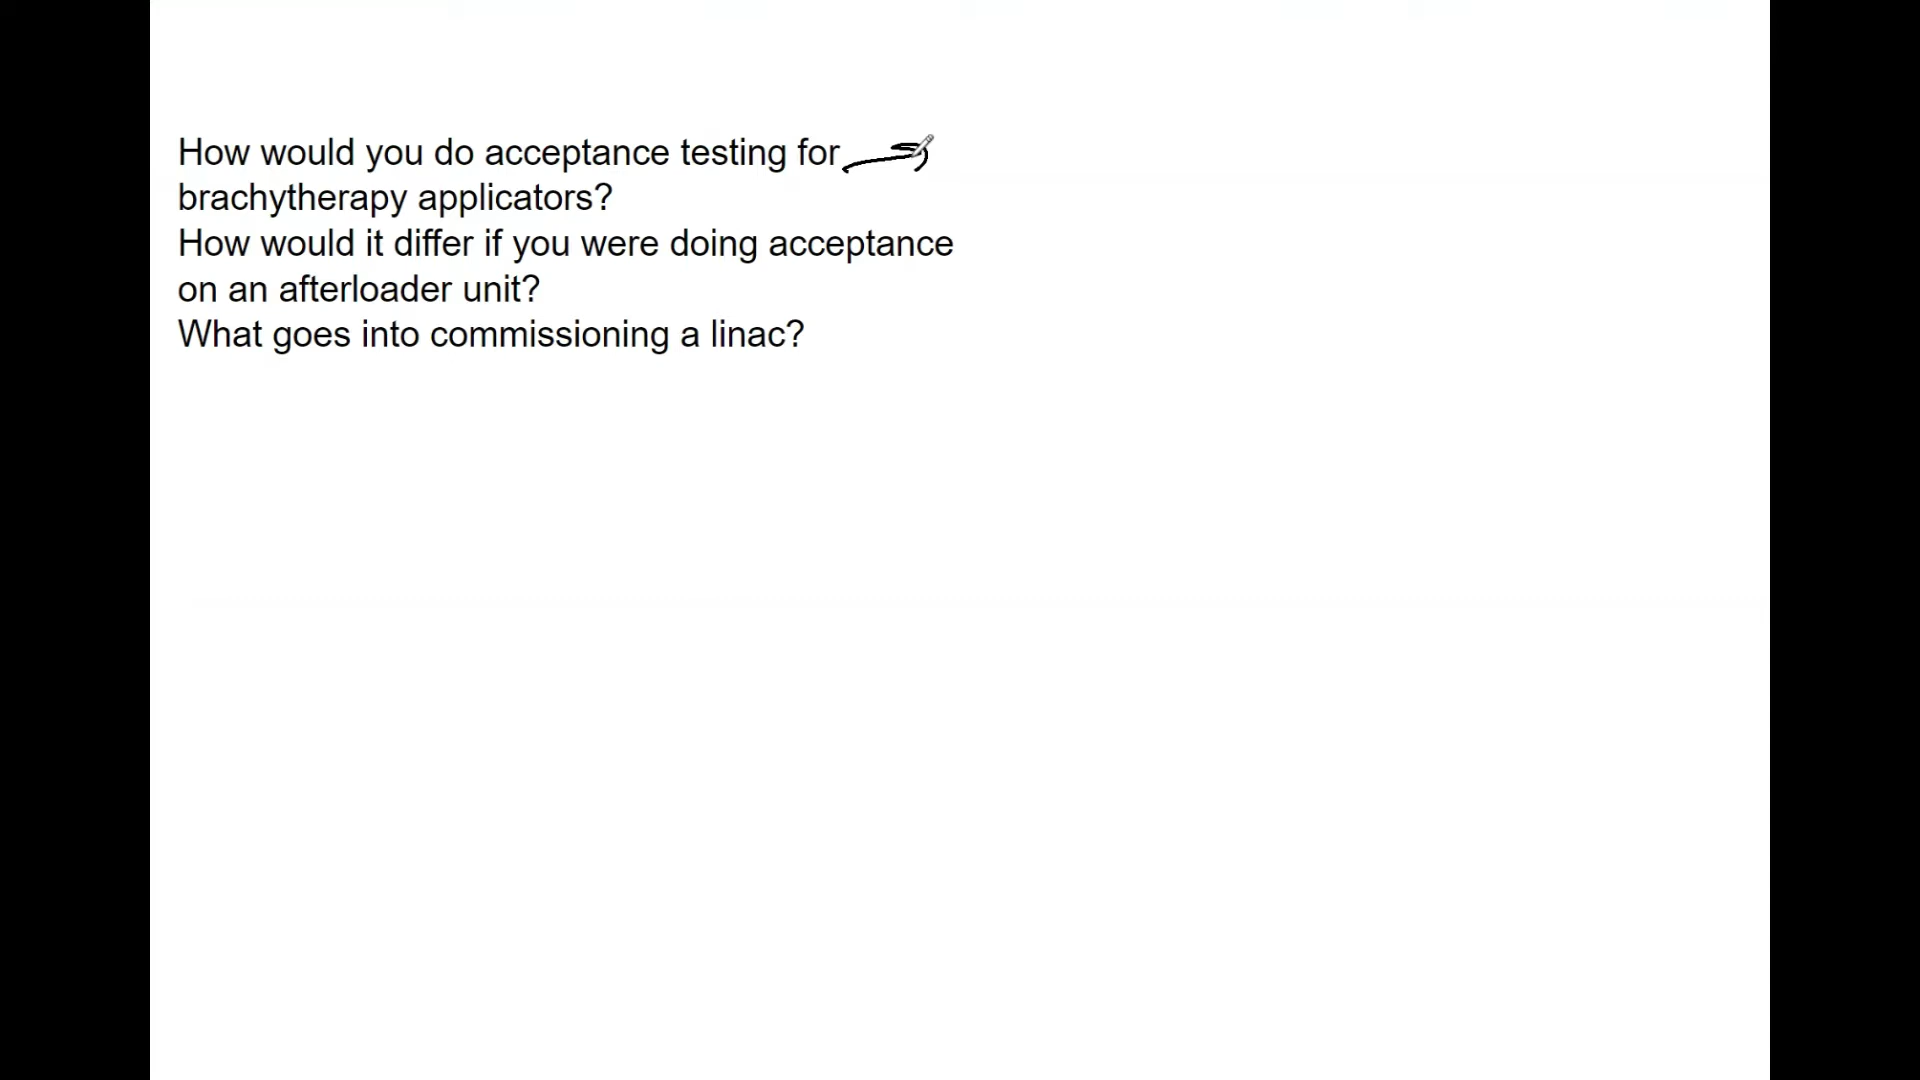 How would you do acceptance testing for
brachytherapy applicators?
How would it differ if you were doing acceptance
on an afterloader unit?
What goes into commissioning a linac?